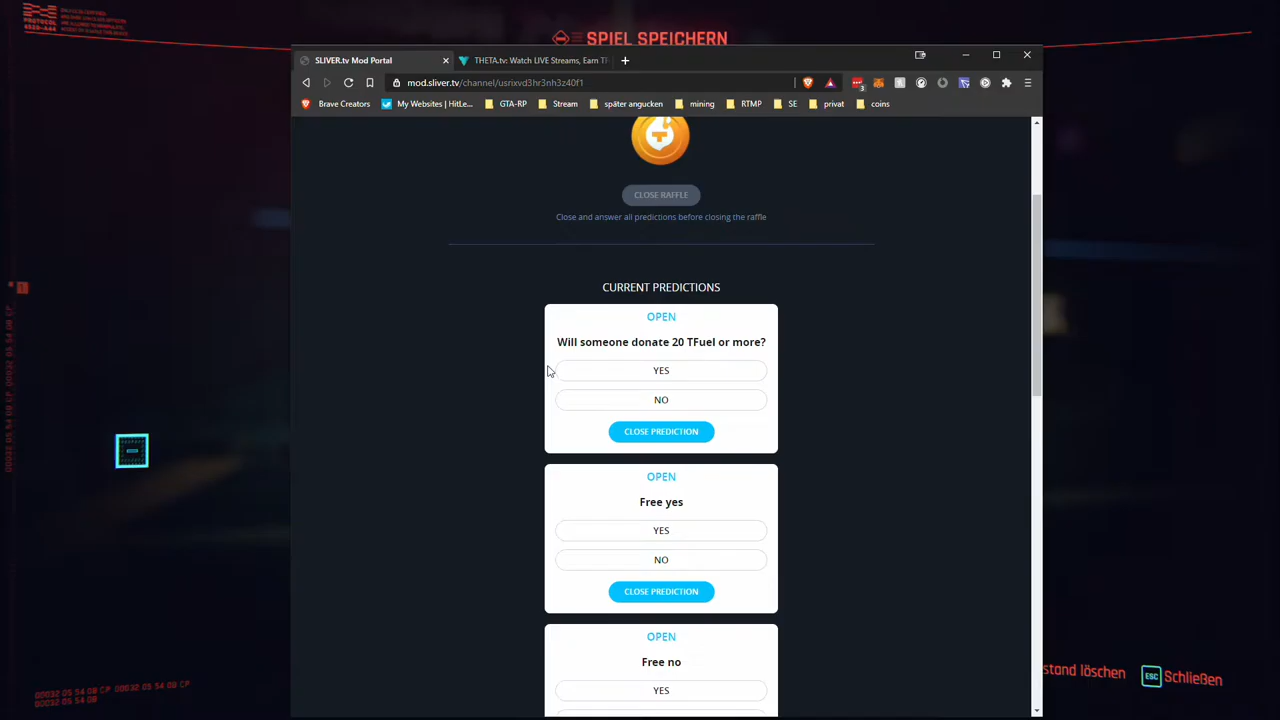 SPIEL SPEICHERN
SLIVER.tv Mod Portal
THETA.tv: Watch LIVE Streams, Earn T
mod.sliver.tv/channel/usrixvd3hr3nh3z40f1
3
Brave Creators
My Websites | HitLe...
GTA-RP
Stream
später angucken
mining
RTMP
SE
privat
coins
CLOSE RAFFLE
Close and answer all predictions before closing the raffle
CURRENT PREDICTIONS
OPEN
Will someone donate 20 TFuel or more?
YES
NO
CLOSE PREDICTION
OPEN
Free yes
YES
NO
CLOSE PREDICTION
OPEN
Free no
YES
stand löschen
ESC Schließen